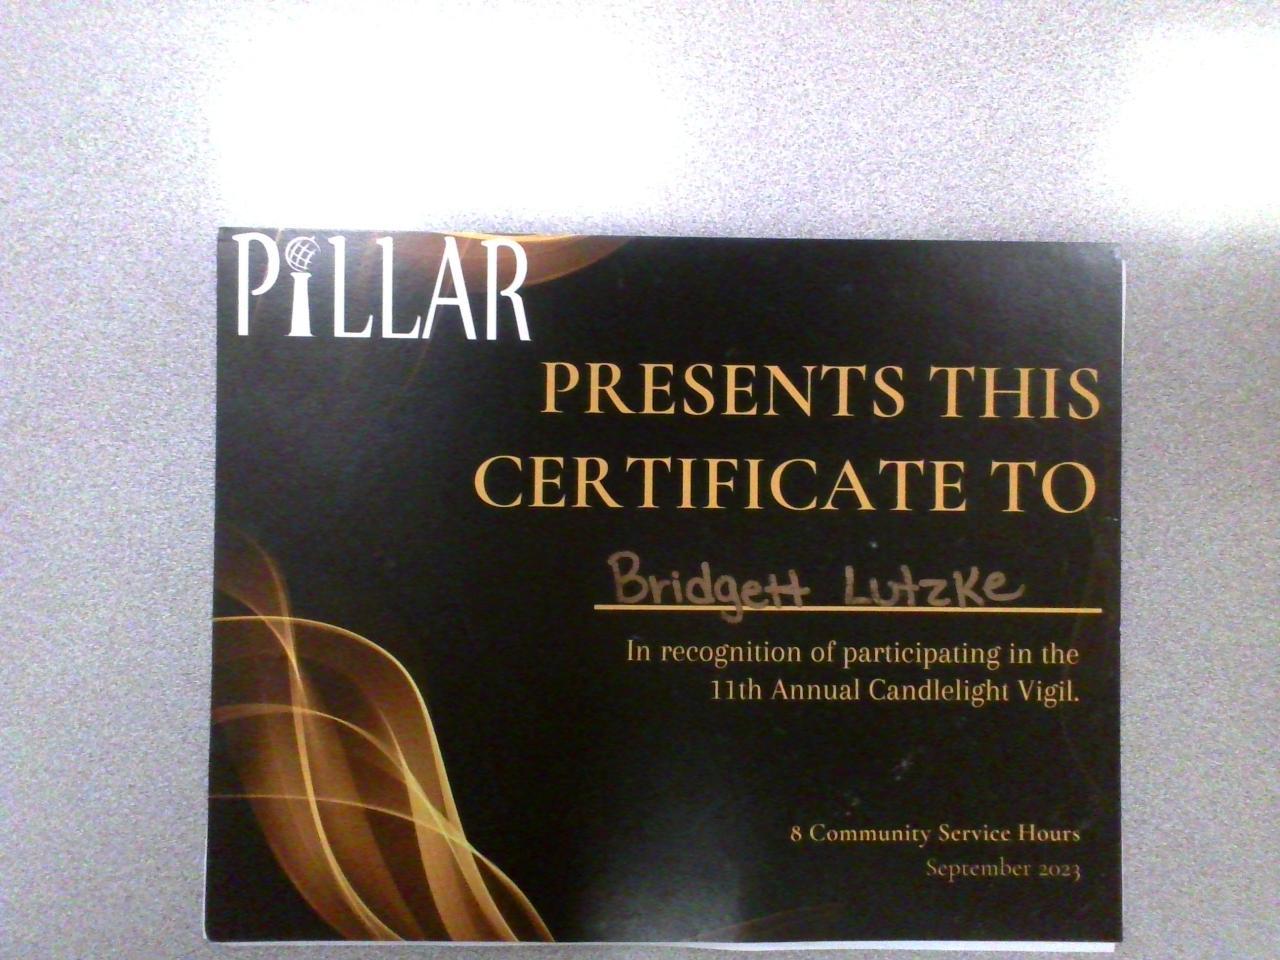 PiLLAR
PRESENTS THIS
CERTIFICATE TO
Bridgett Lutzke
In recognition of participating in the
11th Annual Candlelight Vigil.
8 Community Service Hours
September 2023